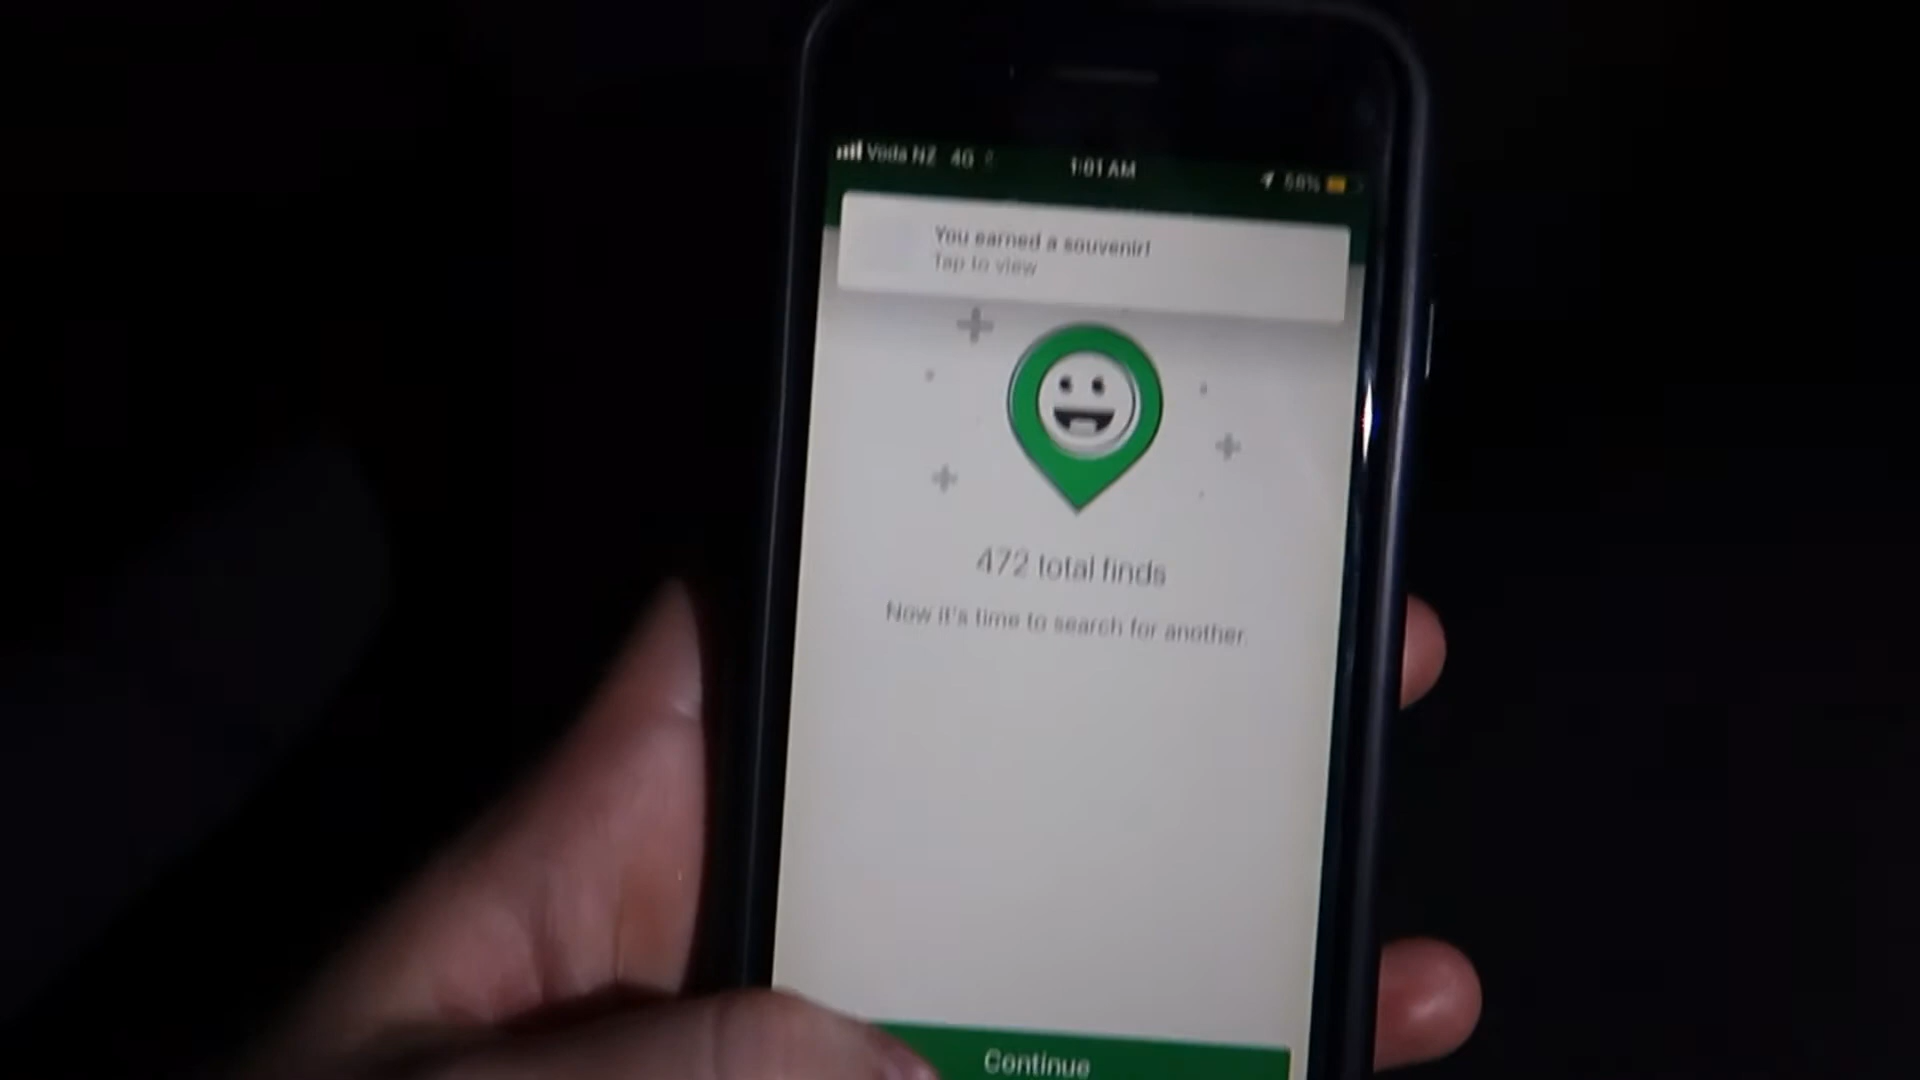 Voda NZ 4G 1:01 AM 58%
You earned a souvenir!
Tap to view
472 total finds
Now it's time to search for another.
Continue